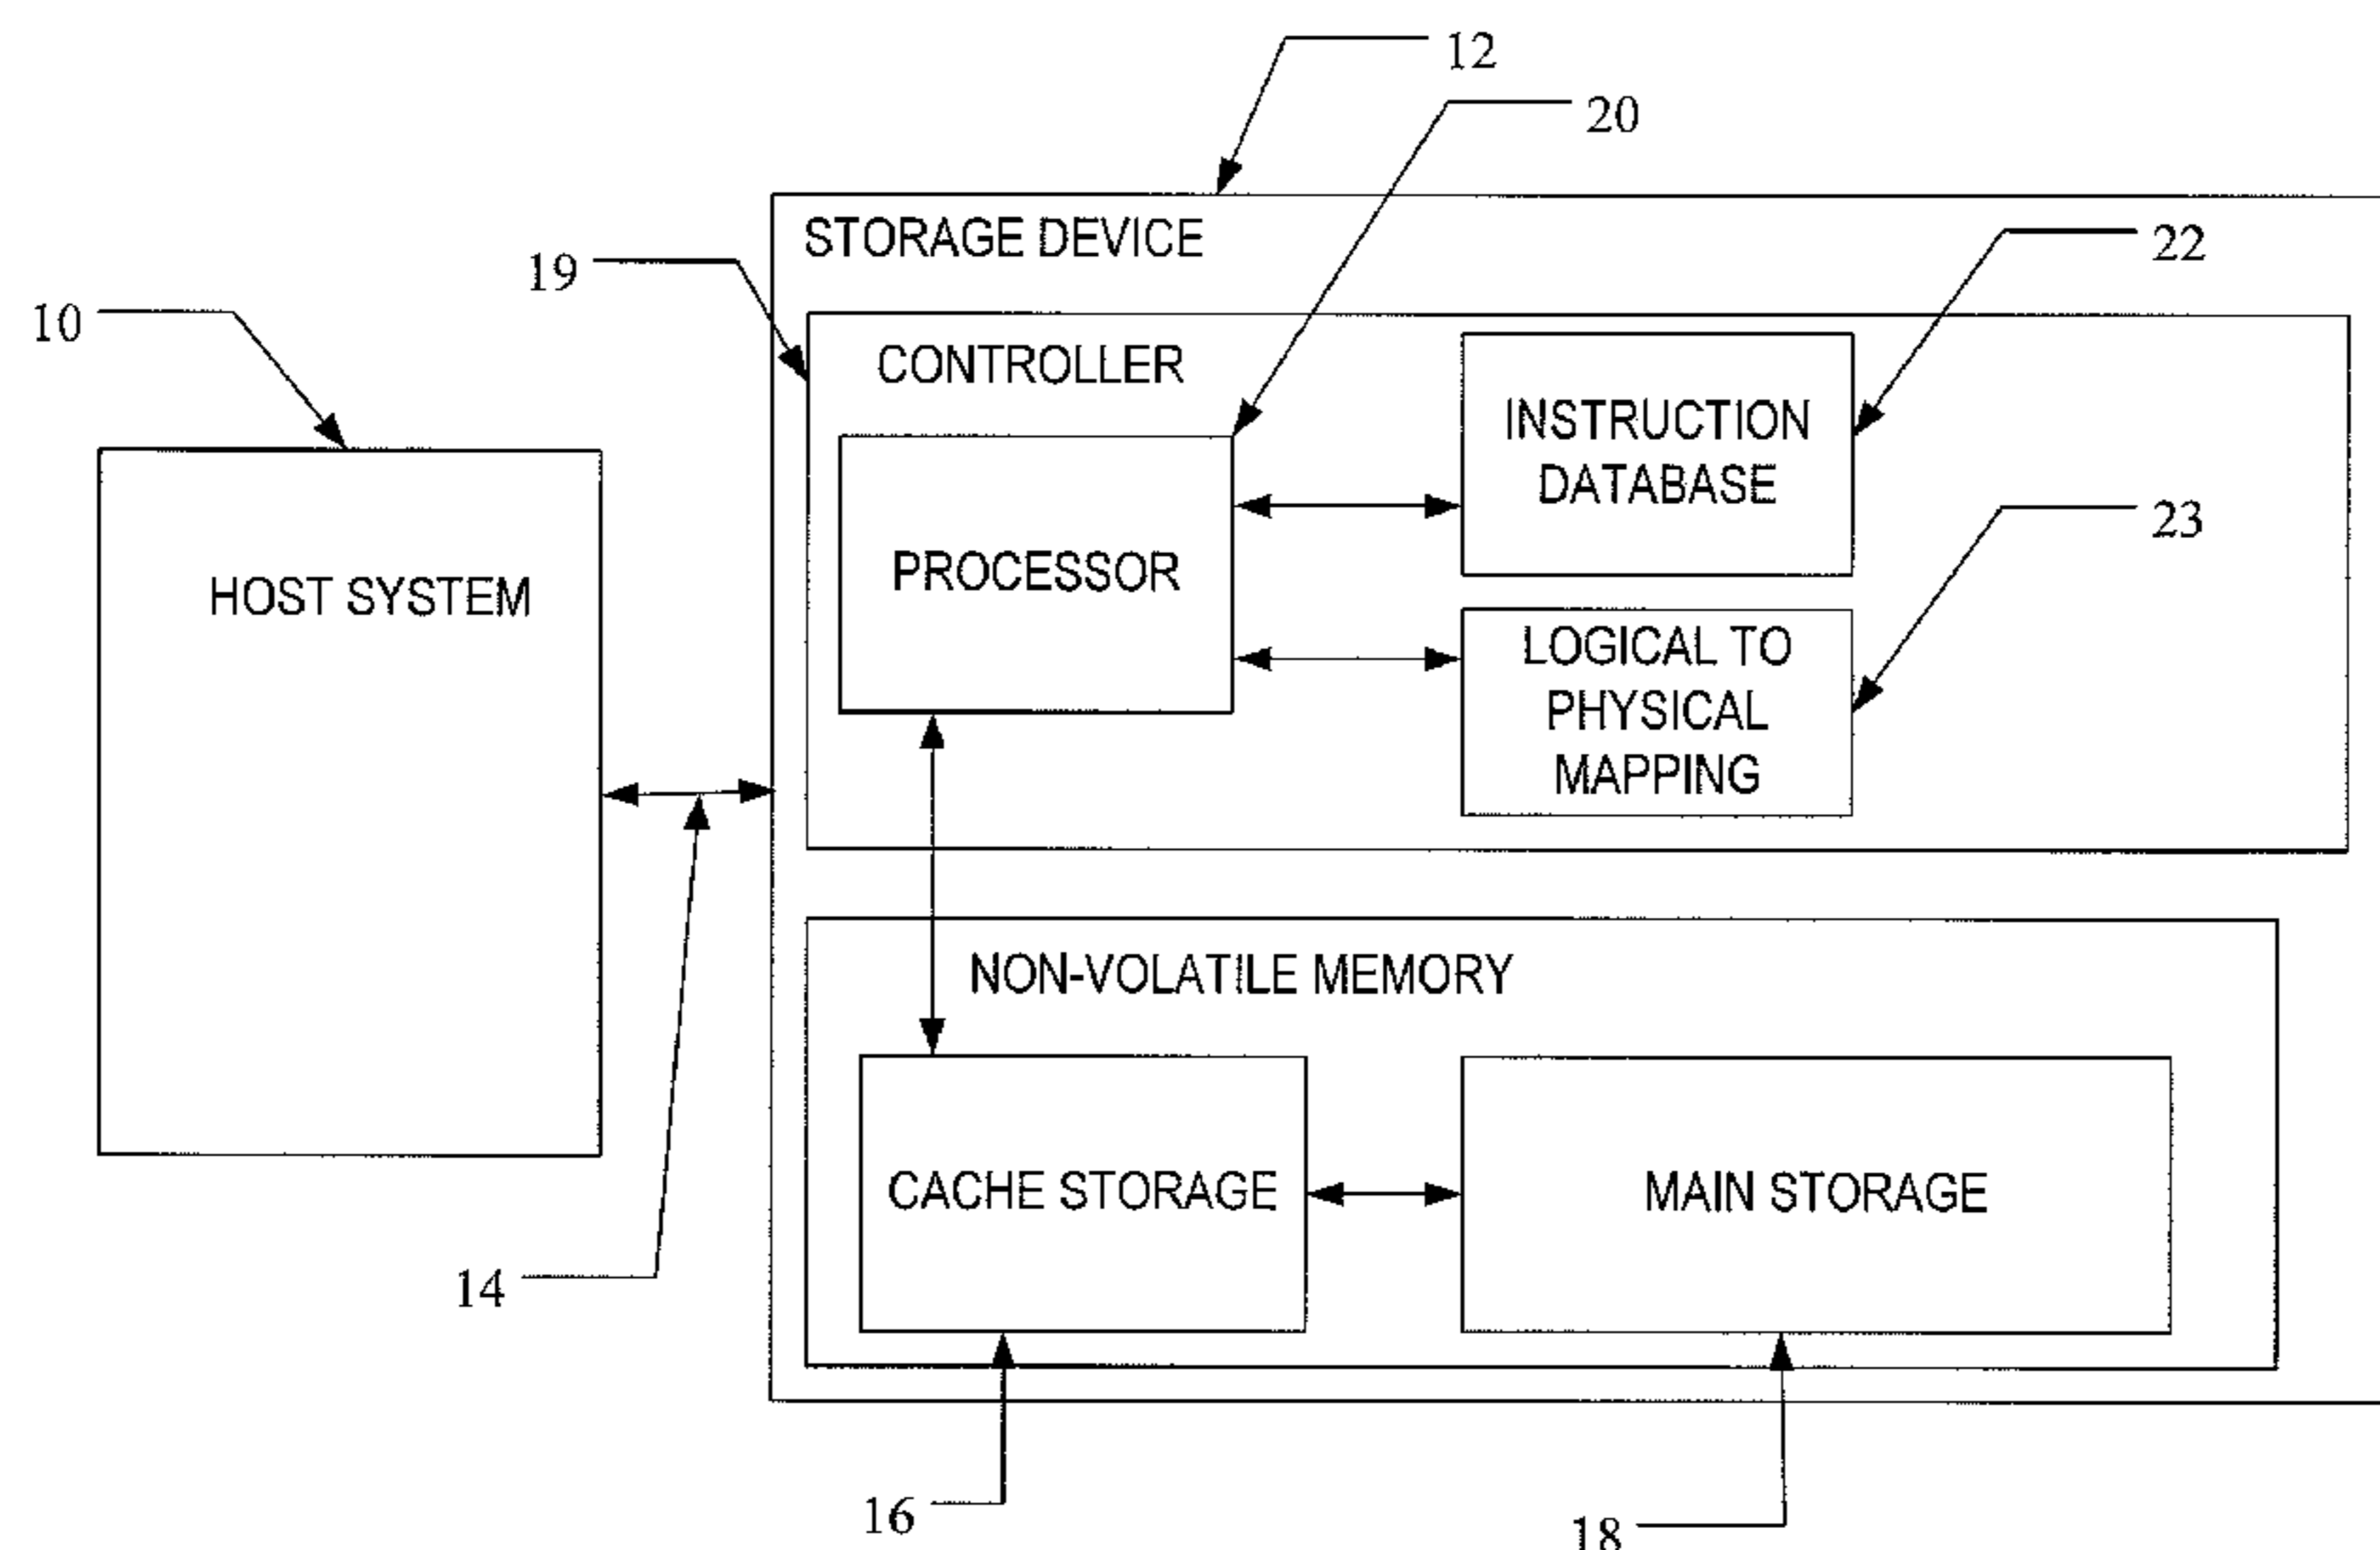 12
20
STORAGE DEVICE
22
19
10
CONTROLLER
INSTRUCTION
DATABASE
23
PROCESSOR
HOST SYSTEM
LOGICAL TO
PHYSICAL
MAPPING
NON-VOLATILE MEMORY
CACHE STORAGE
MAIN STORAGE
14
16
18